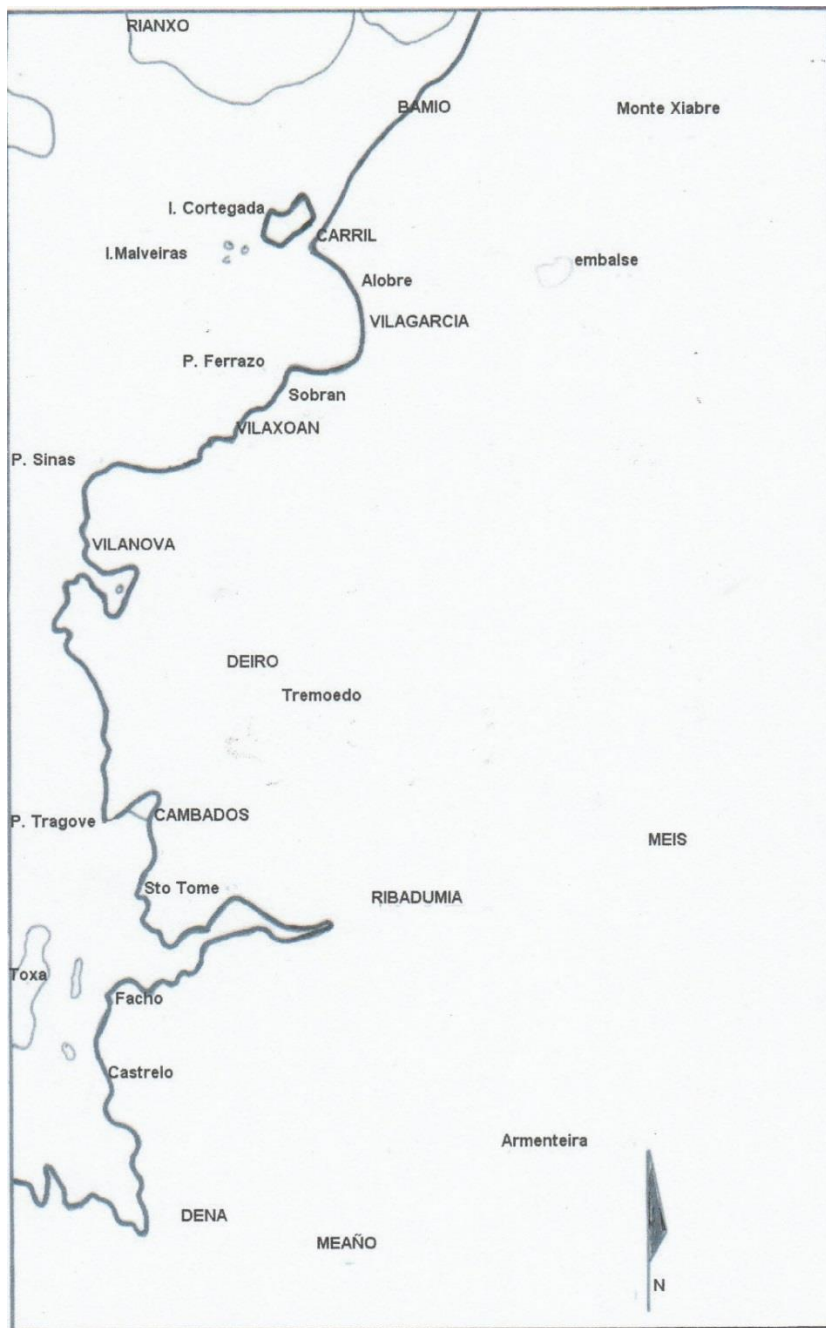 RIANXO
BAMIO
Monte Xiabre
I. Cortegada
CARRIL
I.Malveiras
embalse
Alobre
VILAGARCIA
P. Ferrazo
Sobran
VILAXOAN
P. Sinas
VILANOVA
DEIRO
Tremoedo
CAMBADOS
P. Tragove
MEIS
Sto Tome
RIBADUMIA
Toxa
Facho
Castrelo
Armenteira
DENA
MEAÑO
N